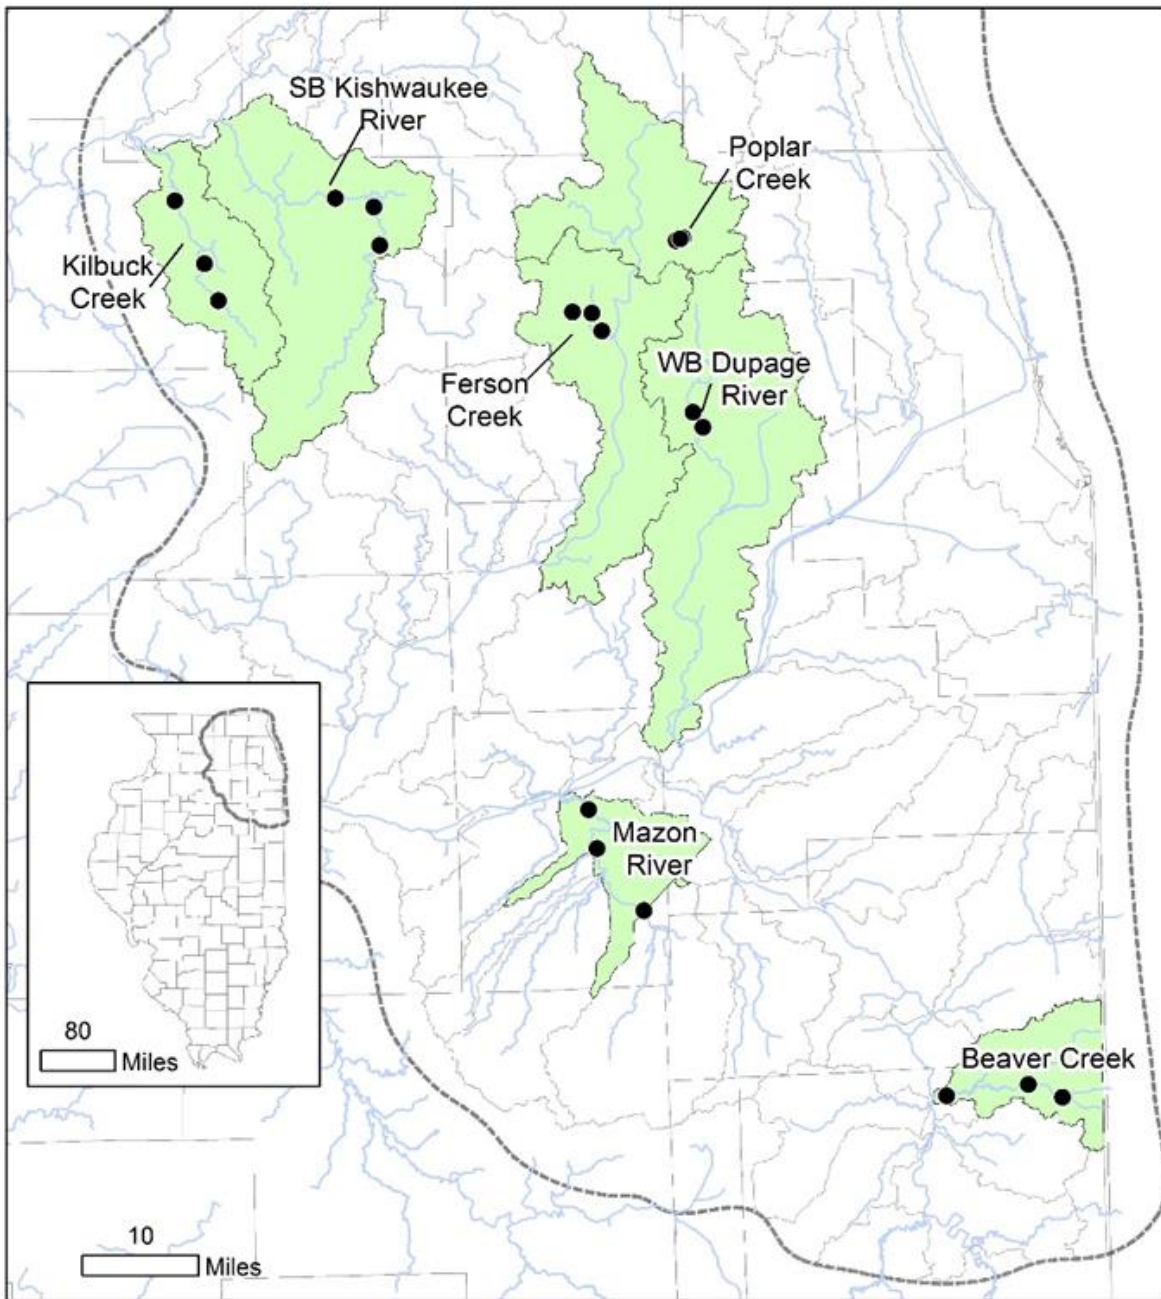 SB Kishwaukee
River
Poplar
Creek
Kilbuck
Creek
Ferson
Creek
WB Dupage
River
Mazon
River
Beaver Creek
80
Miles
10
Miles